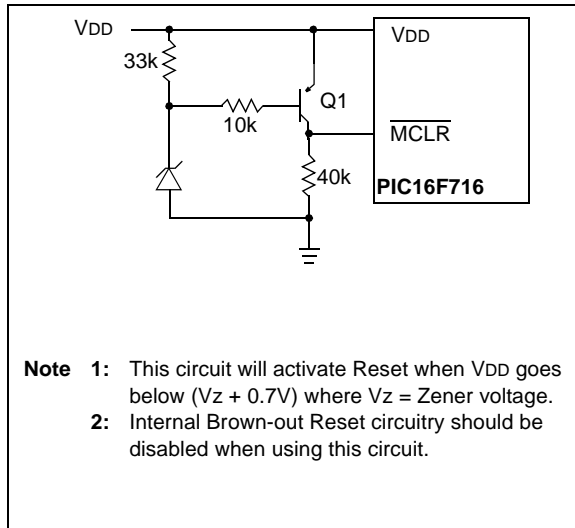 VDD
VDD
33k
Q1
10k
MCLR
40k
PIC16F716
Note 1: This circuit will activate Reset when VDD goes
below (Vz + 0.7V) where Vz = Zener voltage.
2: Internal Brown-out Reset circuitry should be
disabled when using this circuit.